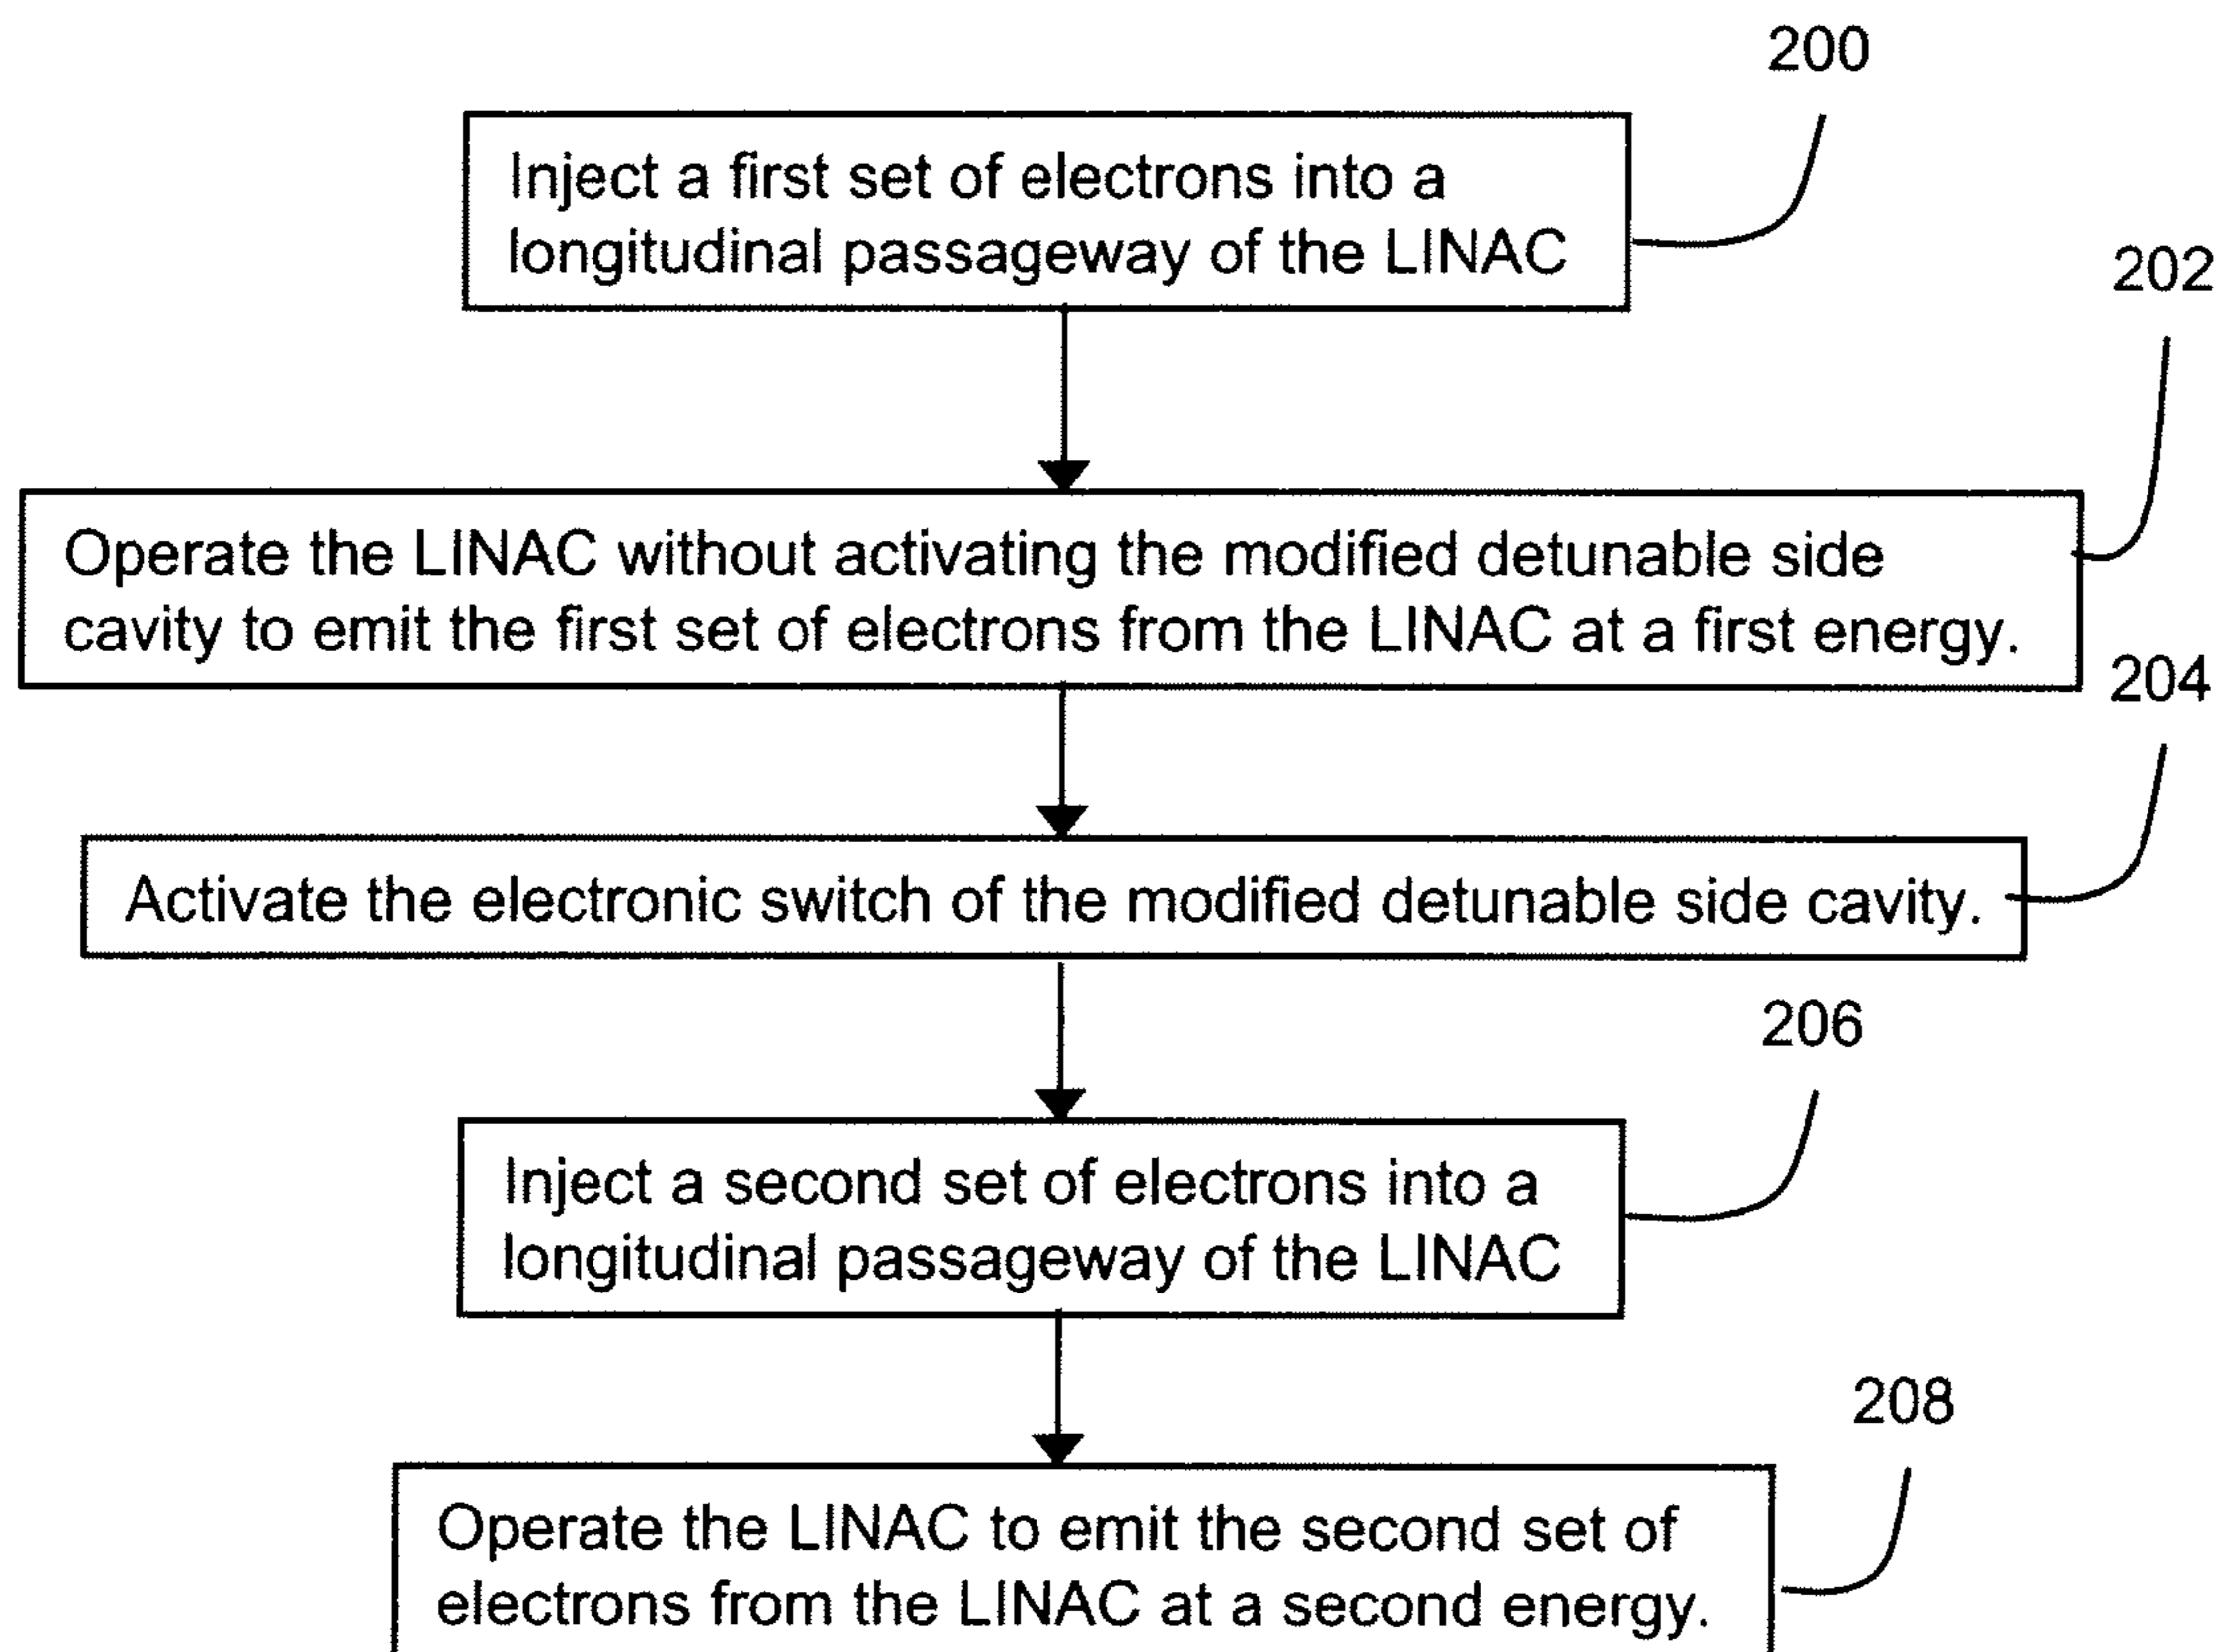 200
Inject a first set of electrons into a
longitudinal passageway of the LINAC
202
Operate the LINAC without activating the modified detunable side
cavity to emit the first set of electrons from the LINAC at a first energy.
204
Activate the electronic switch of the modified detunable side cavity.
206
Inject a second set of electrons into a
longitudinal passageway of the LINAC
208
Operate the LINAC to emit the second set of
electrons from the LINAC at a second energy.